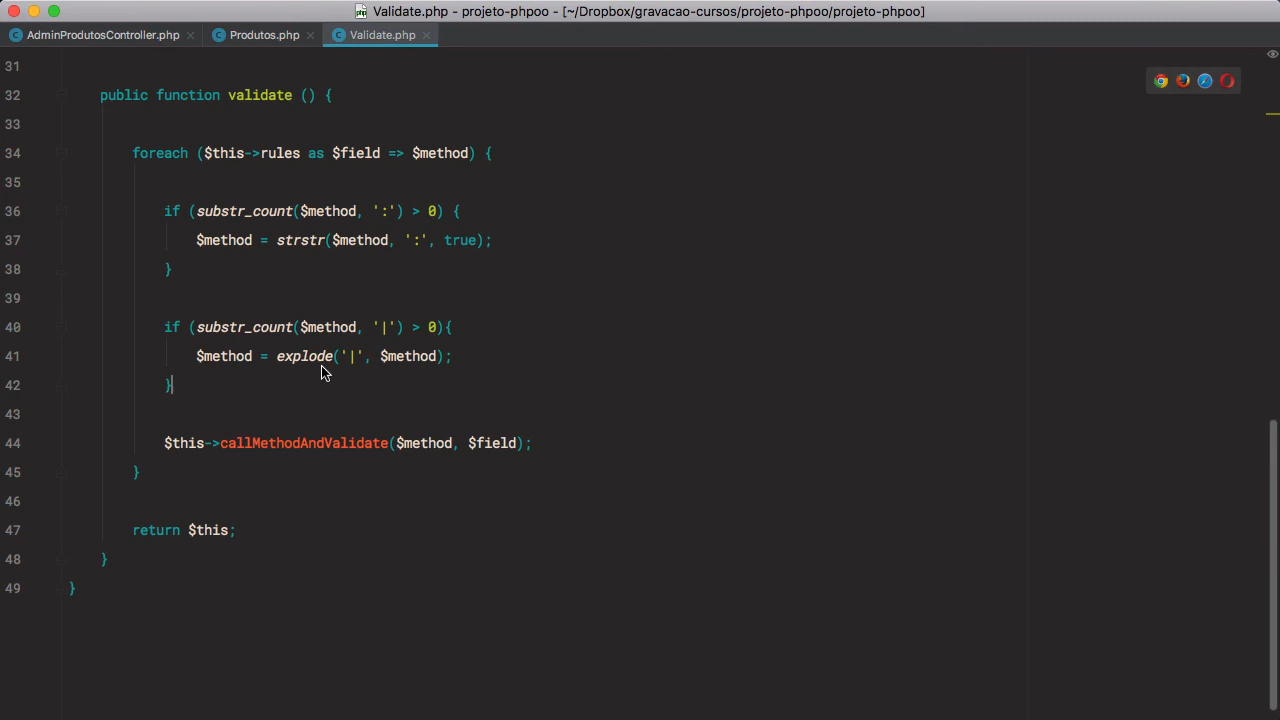 Validate.php - projeto-phpoo - [~/Dropbox/gravacao-cursos/projeto-phpoo/projeto-phpoo]
AdminProdutosController.php Produtos.php Validate.php
31
32 public function validate () {
33
34 foreach ($this->rules as $field => $method) {
35
36 if (substr_count($method, ':') > 0) {
37 $method = strstr($method, ':', true);
38 }
39
40 if (substr_count($method, '|') > 0){
41 $method = explode('|', $method);
42 }
43
44 $this->callMethodAndValidate($method, $field);
45 }
46
47 return $this;
48 }
49 }